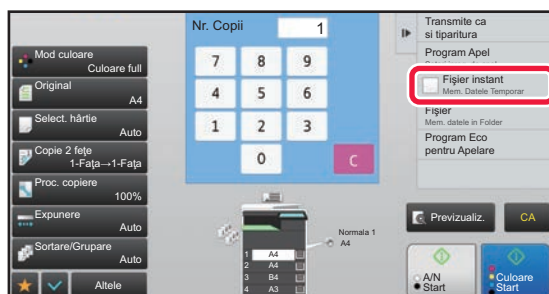 Mod culoare
Culoare full
Original
A4
Select. hârtie
Auto
Copie 2 feţe
1-Faţa→1-Faţa
Proc. copiere
100%
Expunere
Auto
Sortare/Grupare
Auto
Altele
Nr. Copii
1
7 8 9
4 5 6
1 2 3
0 C
Normala 1
A4
1 A4
2 A4
3 B4
4 A3
Transmite ca
si tiparitura
Program Apel
Fişier instant
Mem. Datele Temporar
Fişier
Mem. datele in Folder
Program Eco
pentru Apelare
Previzualiz. CA
A/N
Start
Culoare
Start